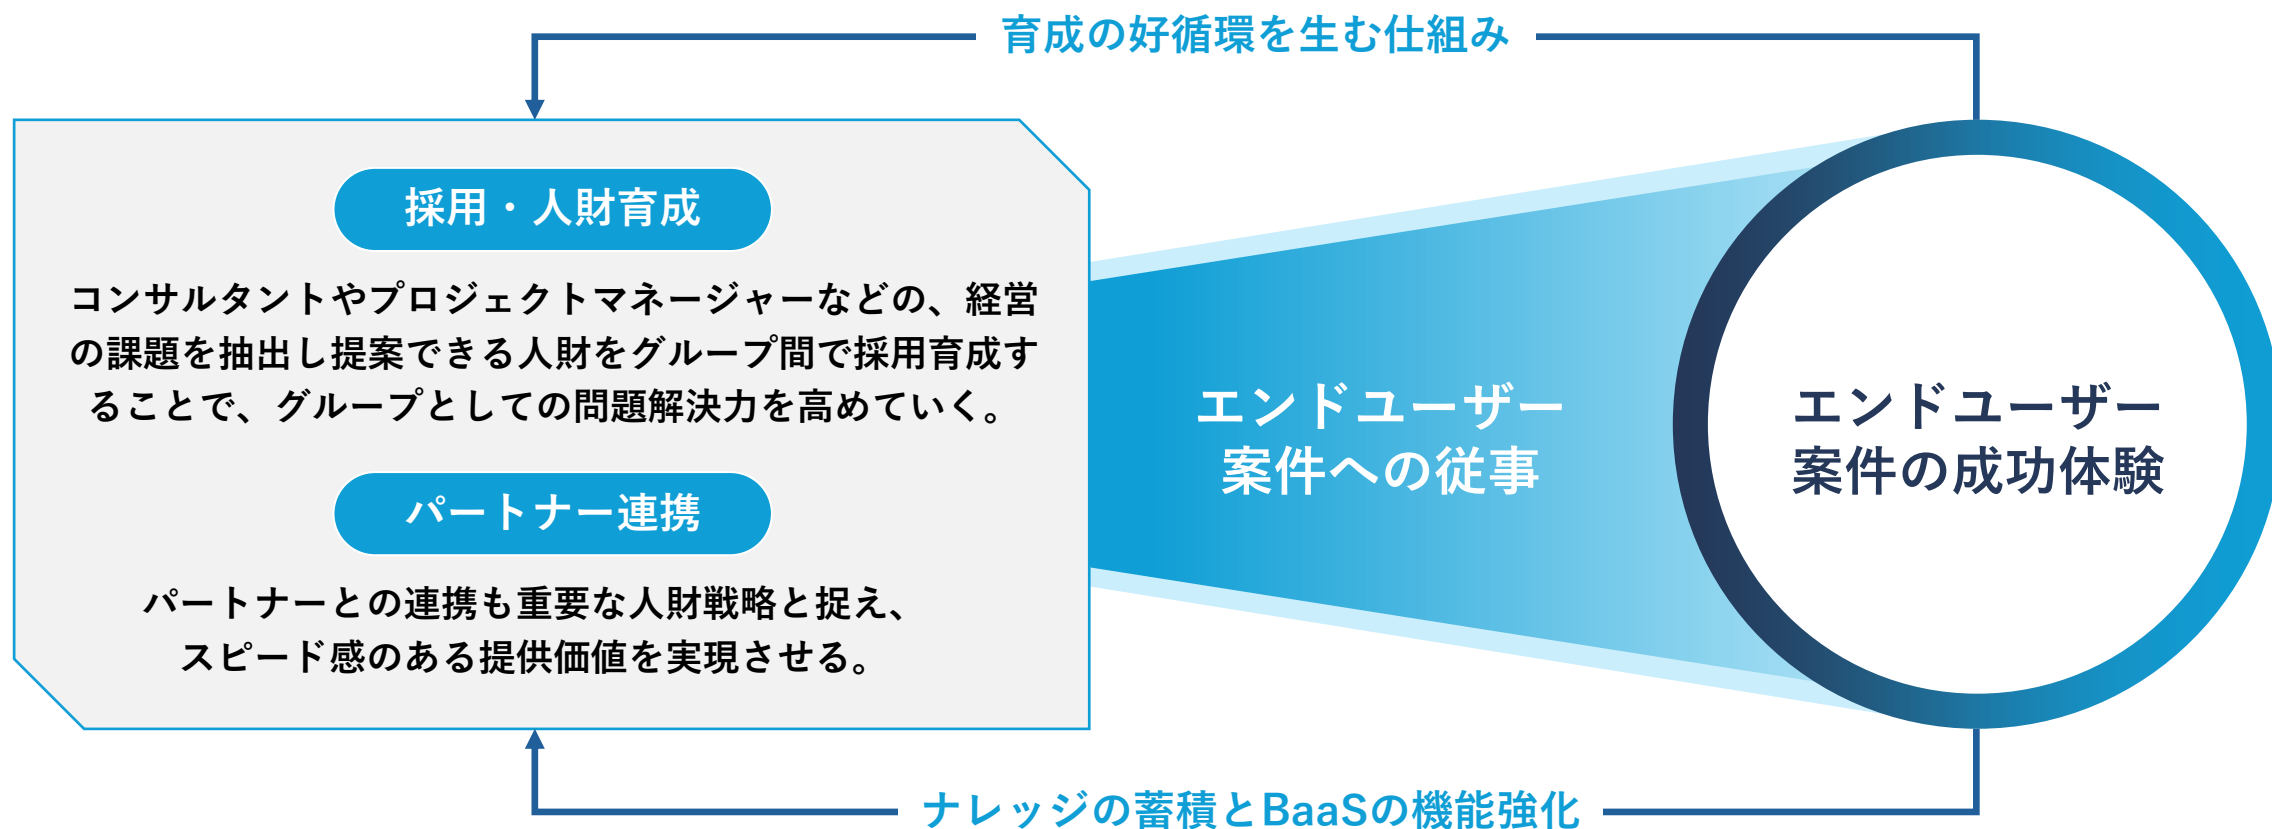 育成の好循環を生む仕組み
採用・人財育成
コンサルタントやプロジェクトマネージャーなどの、経営
の課題を抽出し提案できる人財をグループ間で採用育成す
ることで、グループとしての問題解決力を高めていく。
パートナー連携
パートナーとの連携も重要な人財戦略と捉え、
スピード感のある提供価値を実現させる。
エンドユーザー
案件への従事
エンドユーザー
案件の成功体験
ナレッジの蓄積とBaaSの機能強化